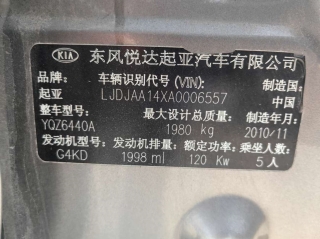 KIA 东风悦达起亚汽车有限公司
品牌: 车辆识别代号(VIN): 制造国:
起亚 LJDJAA14XA0006557 中国
整车型号: 最大设计总质量: 制造年月:
YQZ6440A 1980 kg 2010/11
发动机型号: 发动机排量: 额定功率: 乘坐人数:
G4KD 1998 ml 120 Kw 5人